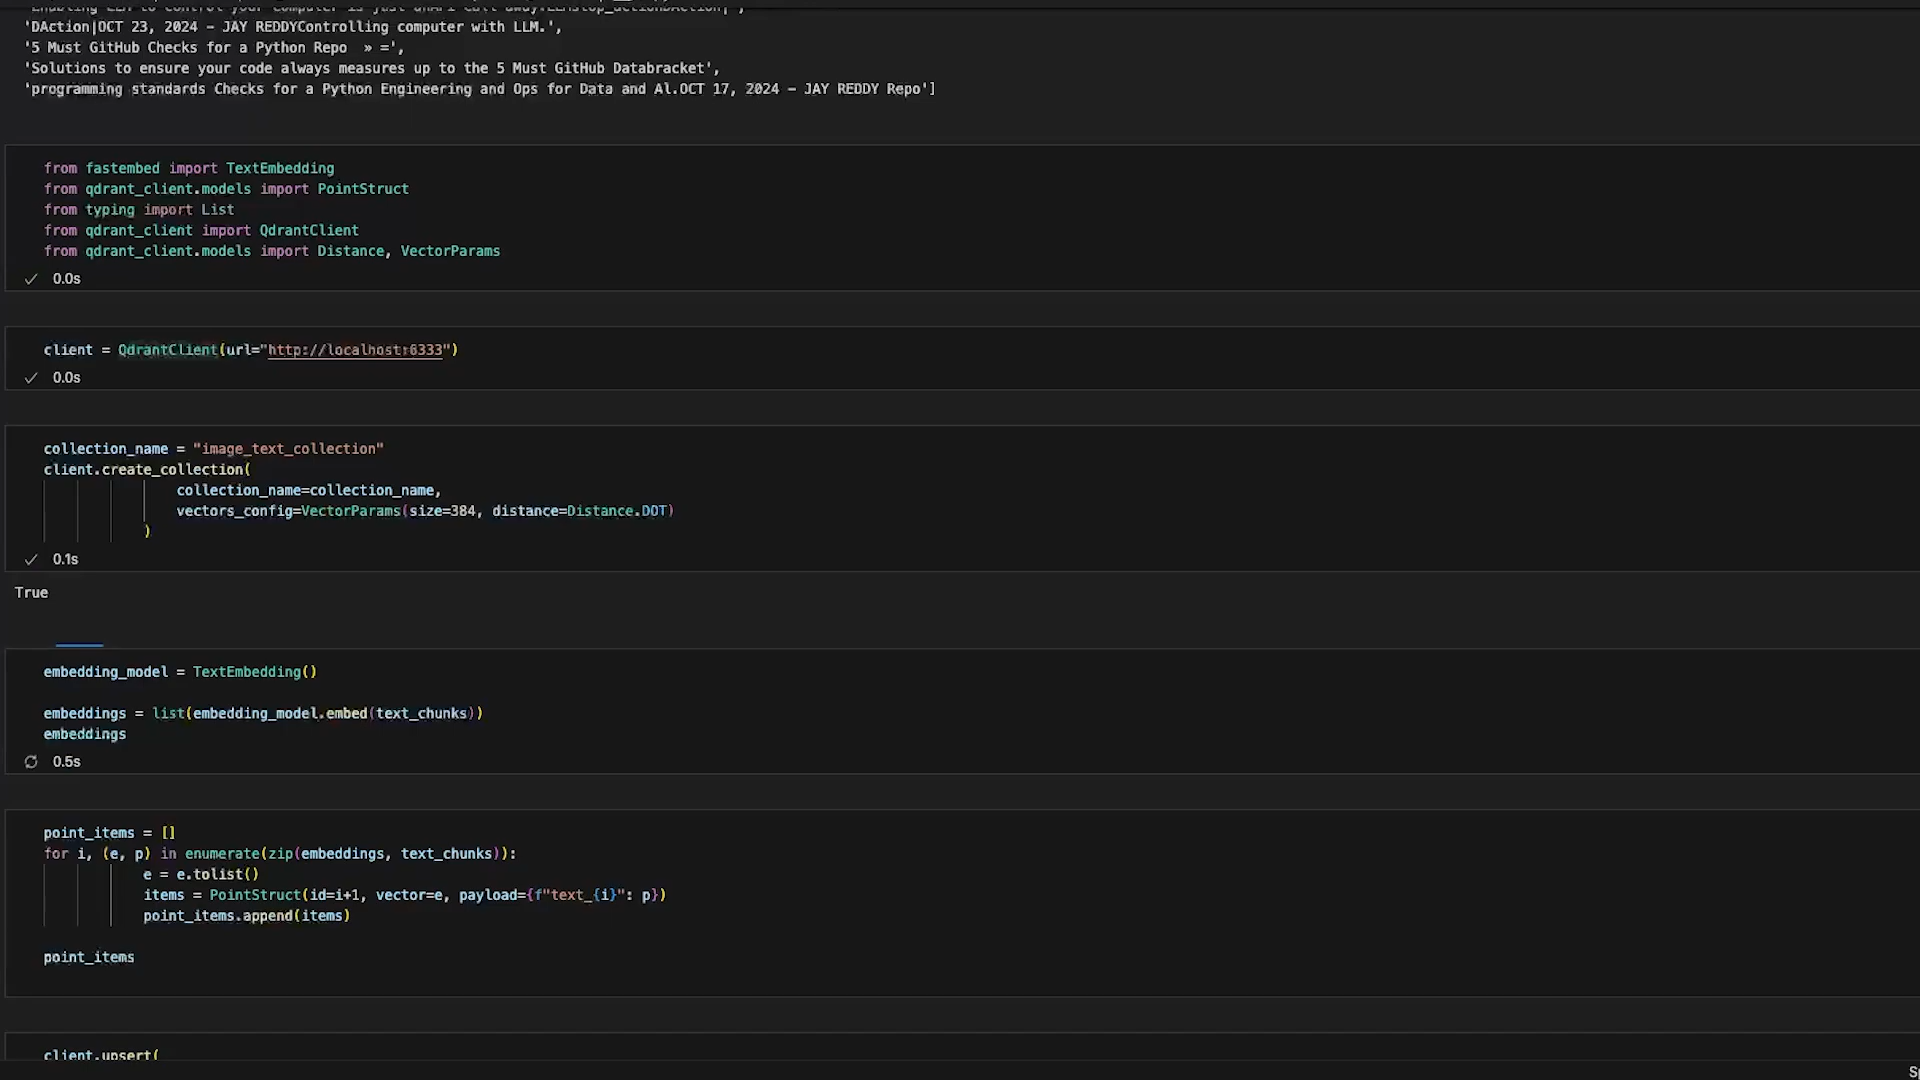 'DAction|OCT 23, 2024 – JAY REDDYControlling computer with LLM.',
'5 Must GitHub Checks for a Python Repo  » =',
'Solutions to ensure your code always measures up to the 5 Must GitHub Databracket',
'programming standards Checks for a Python Engineering and Ops for Data and Al.OCT 17, 2024 – JAY REDDY Repo']
from fastembed import TextEmbedding
from qdrant_client.models import PointStruct
from typing import List
from qdrant_client import QdrantClient
from qdrant_client.models import Distance, VectorParams
0.0s
client = QdrantClient(url="http://localhost:6333")
0.0s
collection_name = "image_text_collection"
client.create_collection(
collection_name=collection_name,
vectors_config=VectorParams(size=384, distance=Distance.DOT)
)
0.1s
True
embedding_model = TextEmbedding()
embeddings = list(embedding_model.embed(text_chunks))
embeddings
0.5s
point_items = []
for i, (e, p) in enumerate(zip(embeddings, text_chunks)):
e = e.tolist()
items = PointStruct(id=i+1, vector=e, payload={f"text_{i}": p})
point_items.append(items)
point_items
client.upsert(